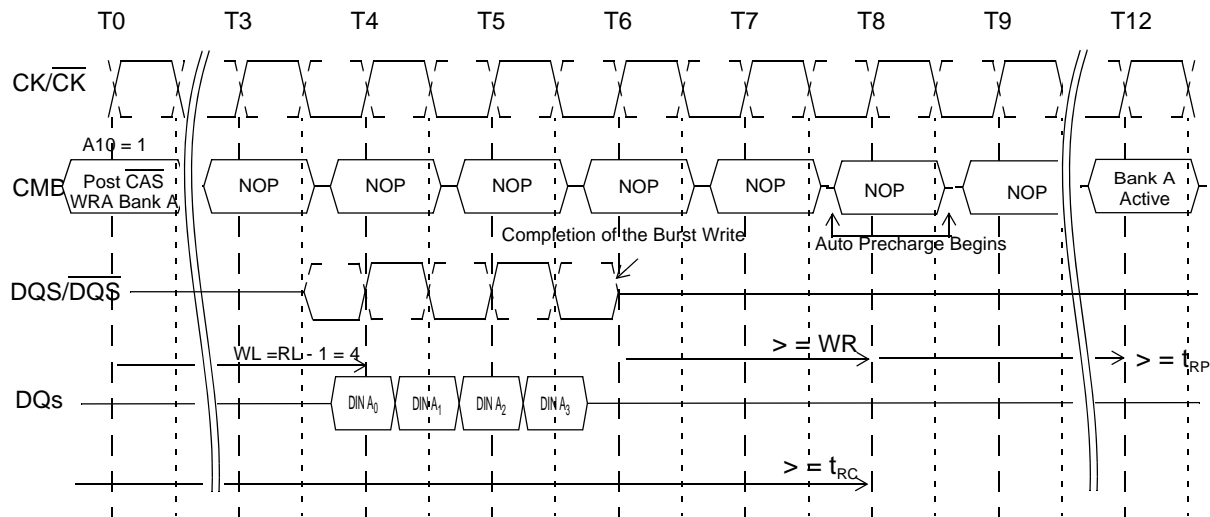 T0 T3 T4 T5 T6 T7 T8 T9 T12
CK/CK
A10 = 1
CMD
Post CAS
WRA Bank A
NOP NOP NOP NOP NOP NOP NOP
Bank A
Active
Completion of the Burst Write
Auto Precharge Begins
DQS/DQS
WL =RL - 1 = 4
> = WR
> = tRP
DQs
DIN A0 DIN A1 DIN A2 DIN A3
> = tRC